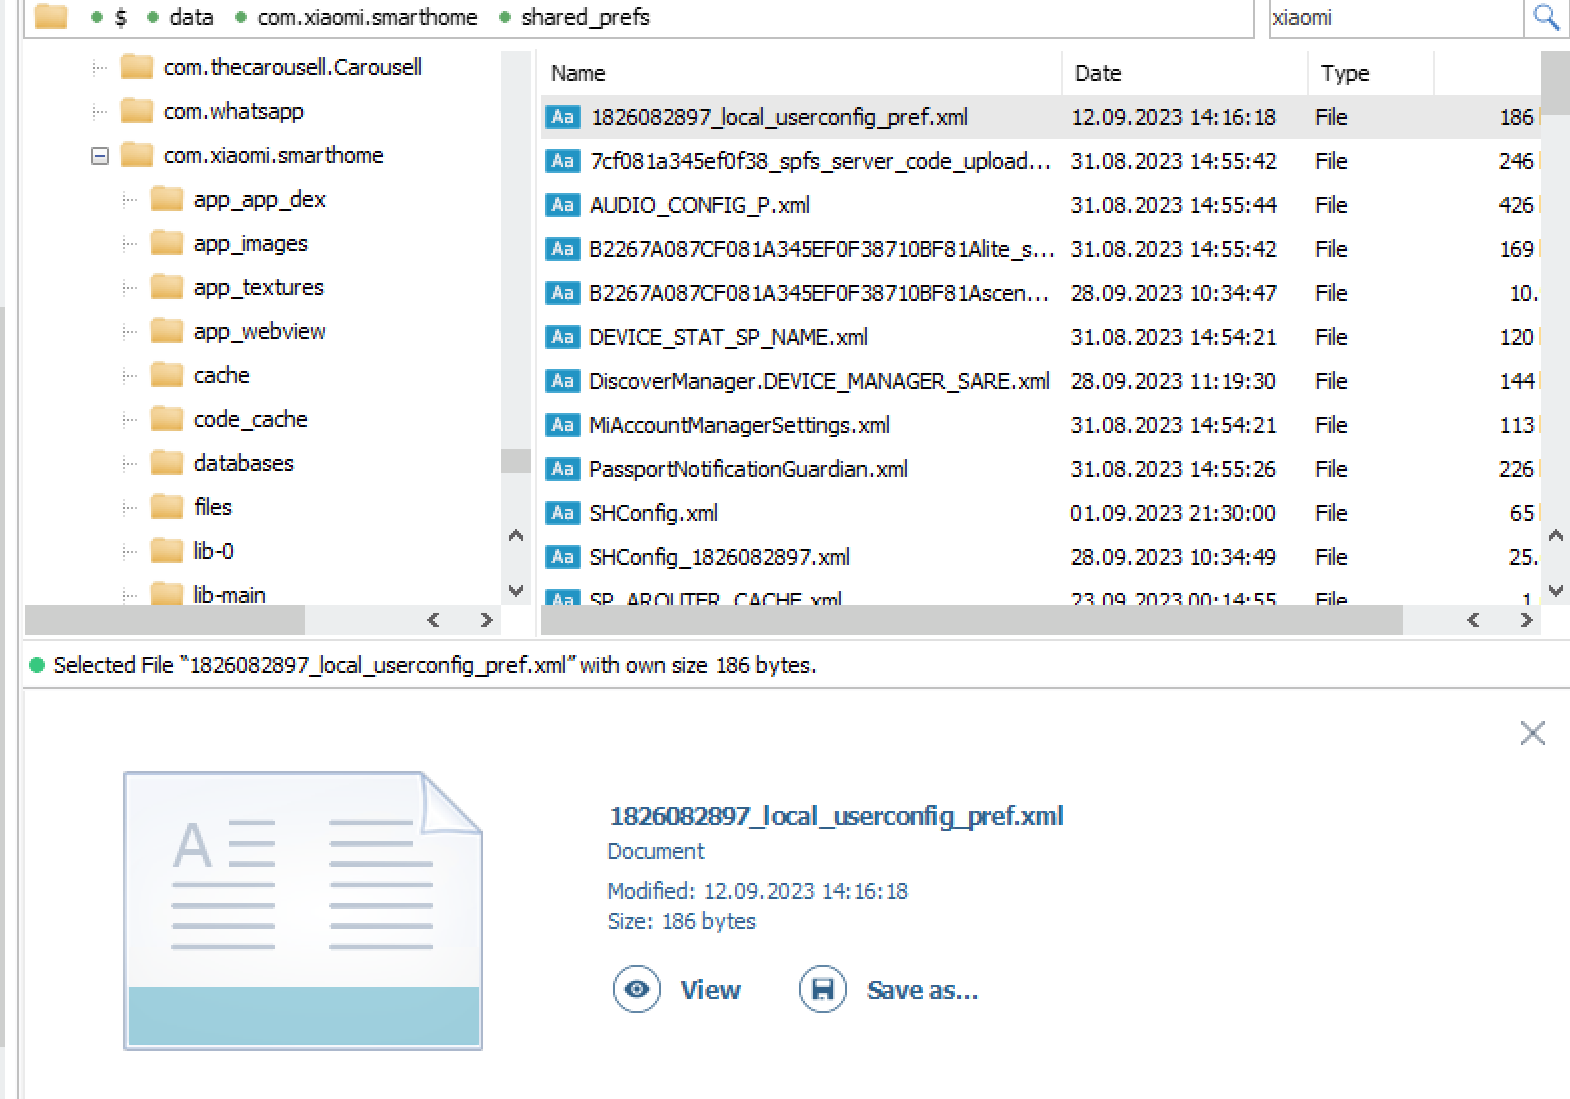 $ data com.xiaomi.smarthome shared_prefs
xiaomi
com.thecarousell.Carousell
com.whatsapp
com.xiaomi.smarthome
app_app_dex
app_images
app_textures
app_webview
cache
code_cache
databases
files
lib-0
lib-main
Name Date Type
Aa 1826082897_local_userconfig_pref.xml 12.09.2023 14:16:18 File 186
Aa 7cf081a345ef0f38_spfs_server_code_upload... 31.08.2023 14:55:42 File 246
Aa AUDIO_CONFIG_P.xml 31.08.2023 14:55:44 File 426
Aa B2267A087CF081A345EF0F38710BF81Alite_s... 31.08.2023 14:55:42 File 169
Aa B2267A087CF081A345EF0F38710BF81Ascen... 28.09.2023 10:34:47 File 10.
Aa DEVICE_STAT_SP_NAME.xml 31.08.2023 14:54:21 File 120
Aa DiscoverManager.DEVICE_MANAGER_SARE.xml 28.09.2023 11:19:30 File 144
Aa MiAccountManagerSettings.xml 31.08.2023 14:54:21 File 113
Aa PassportNotificationGuardian.xml 31.08.2023 14:55:26 File 226
Aa SHConfig.xml 01.09.2023 21:30:00 File 65
Aa SHConfig_1826082897.xml 28.09.2023 10:34:49 File 25.
Aa SP_AROUTER_CACHE.xml 23.09.2023 00:14:55 File 1
Selected File “1826082897_local_userconfig_pref.xml” with own size 186 bytes.
A
1826082897_local_userconfig_pref.xml
Document
Modified: 12.09.2023 14:16:18
Size: 186 bytes
View Save as...